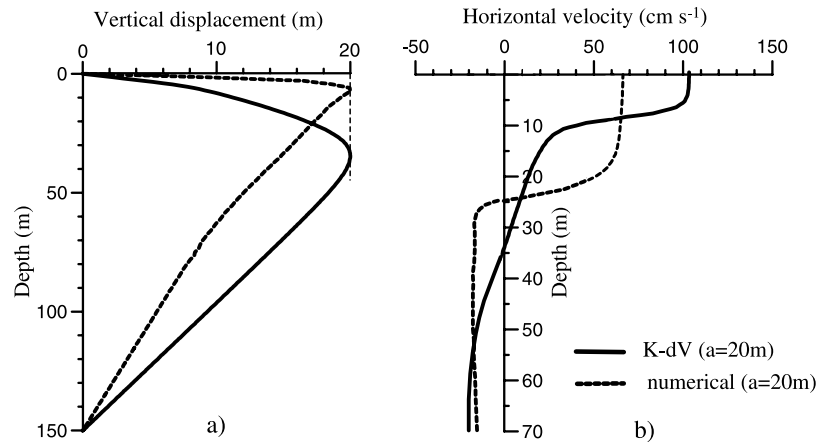 Vertical displacement (m)
0 10 20
0
50
100
150
Depth (m)
a)
Horizontal velocity (cm s-1)
-50 0 50 100 150
10
20
30
40
50
60
70
Depth (m)
K-dV (a=20m)
numerical (a=20m)
b)